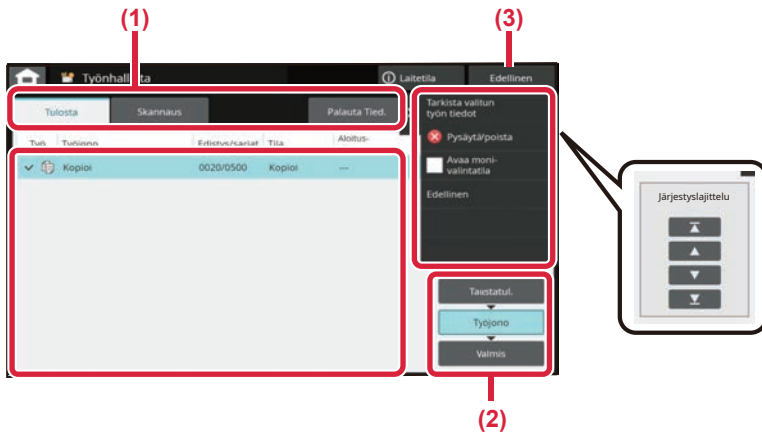 (1)
(3)
Työnhallinta
Laitetila
Edellinen
Tulosta
Skannaus
Palauta Tied.
Tarkista valitun
työn tiedot
Pysäytä/poista
Avaa moni-
valintatila
Edellinen
Työ
Työjono
Edistys/sarjat
Tila
Aloitus-
Kopioi
0020/0500
Kopioi
---
Järjestyslajittelu
Taustatul.
Työjono
Valmis
(2)